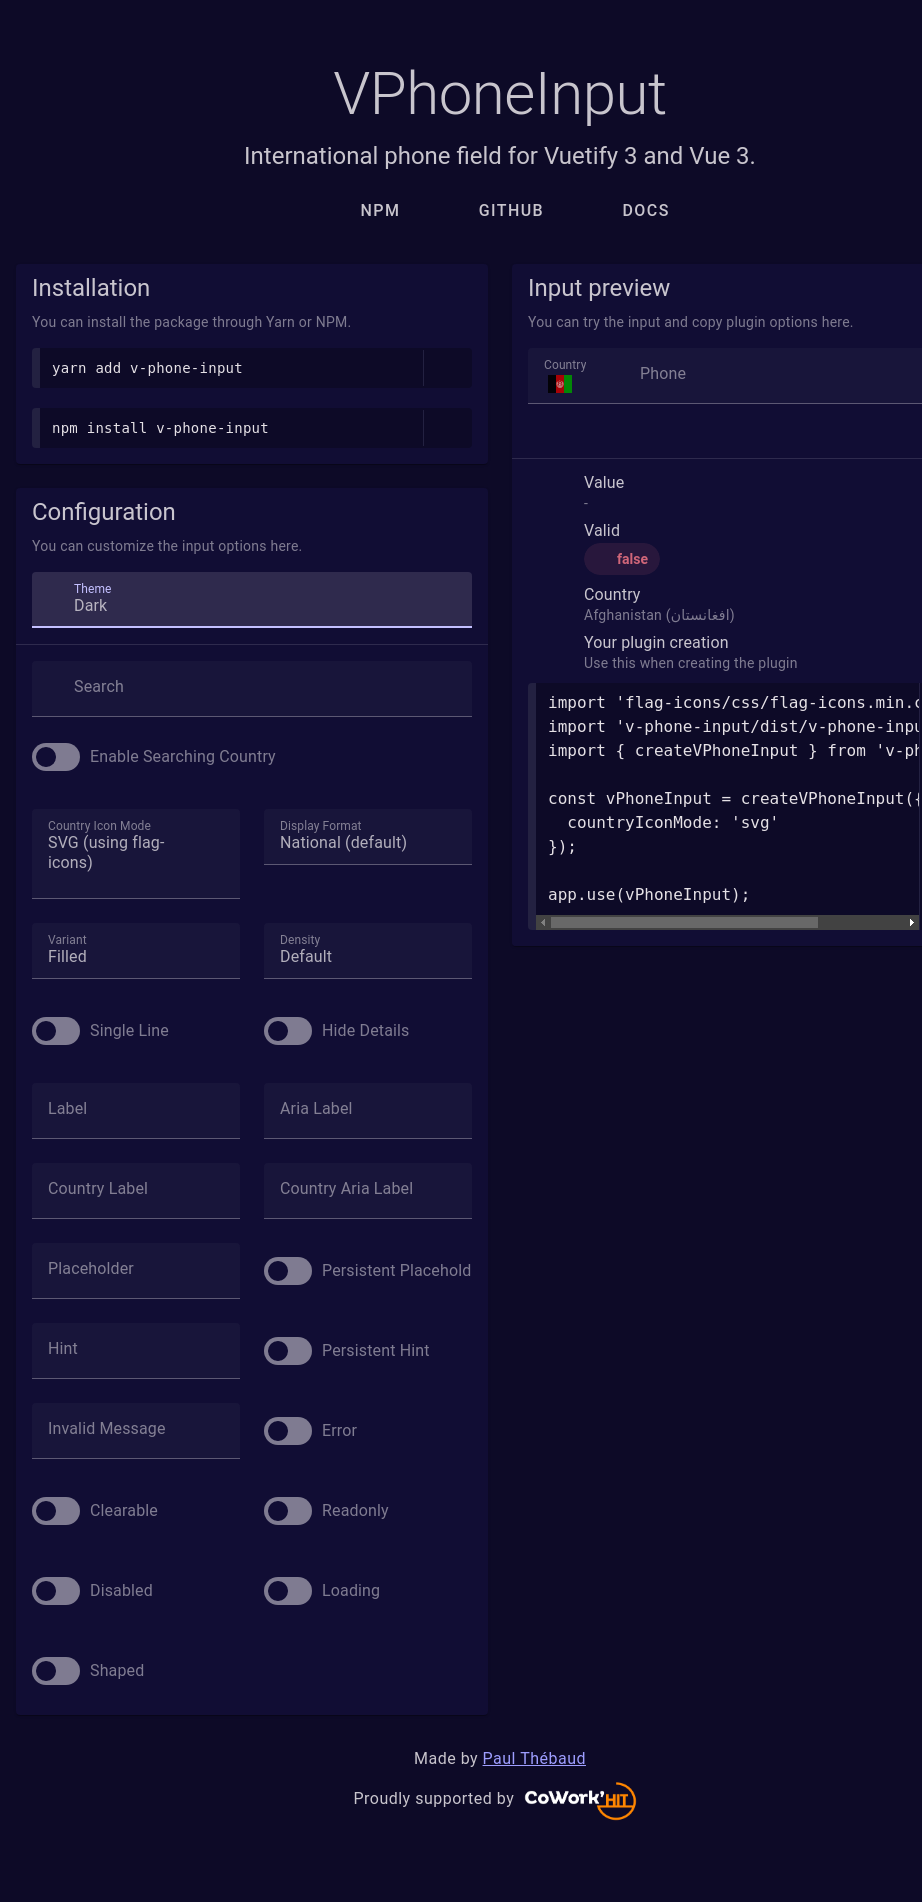 VPhoneInput
International phone field for Vuetify 3 and Vue 3.
NPM GITHUB DOCS
Installation
You can install the package through Yarn or NPM.
yarn add v-phone-input
npm install v-phone-input
Configuration
You can customize the input options here.
Theme
Dark
Search
Enable Searching Country
Country Icon Mode
SVG (using flag-
icons)
Display Format
National (default)
Variant
Filled
Density
Default
Single Line
Hide Details
Label
Aria Label
Country Label
Country Aria Label
Placeholder
Persistent Placehold
Hint
Persistent Hint
Invalid Message
Error
Clearable
Readonly
Disabled
Loading
Shaped
Input preview
You can try the input and copy plugin options here.
Country
Phone
Value
-
Valid
false
Country
Afghanistan (افغانستان)
Your plugin creation
Use this when creating the plugin
import 'flag-icons/css/flag-icons.min.c
import 'v-phone-input/dist/v-phone-inpu
import { createVPhoneInput } from 'v-ph
const vPhoneInput = createVPhoneInput({
countryIconMode: 'svg'
});
app.use(vPhoneInput);
Made by Paul Thébaud
Proudly supported by CoWork'HIT